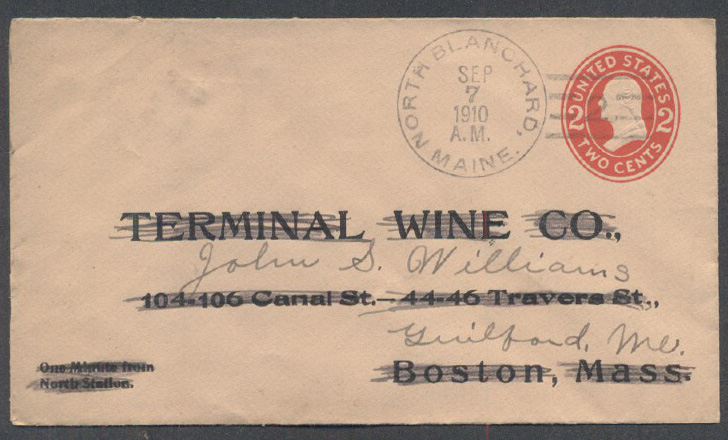 NORTH BLANCHARD, MAINE.
SEP
7
1910
A.M.
UNITED STATES
2 2
TWO CENTS
TERMINAL WINE CO.,
John S. Williams
104-106 Canal St.—44-46 Travers St.,
Guilford, Me.
One Minute from
North Station.
Boston, Mass.